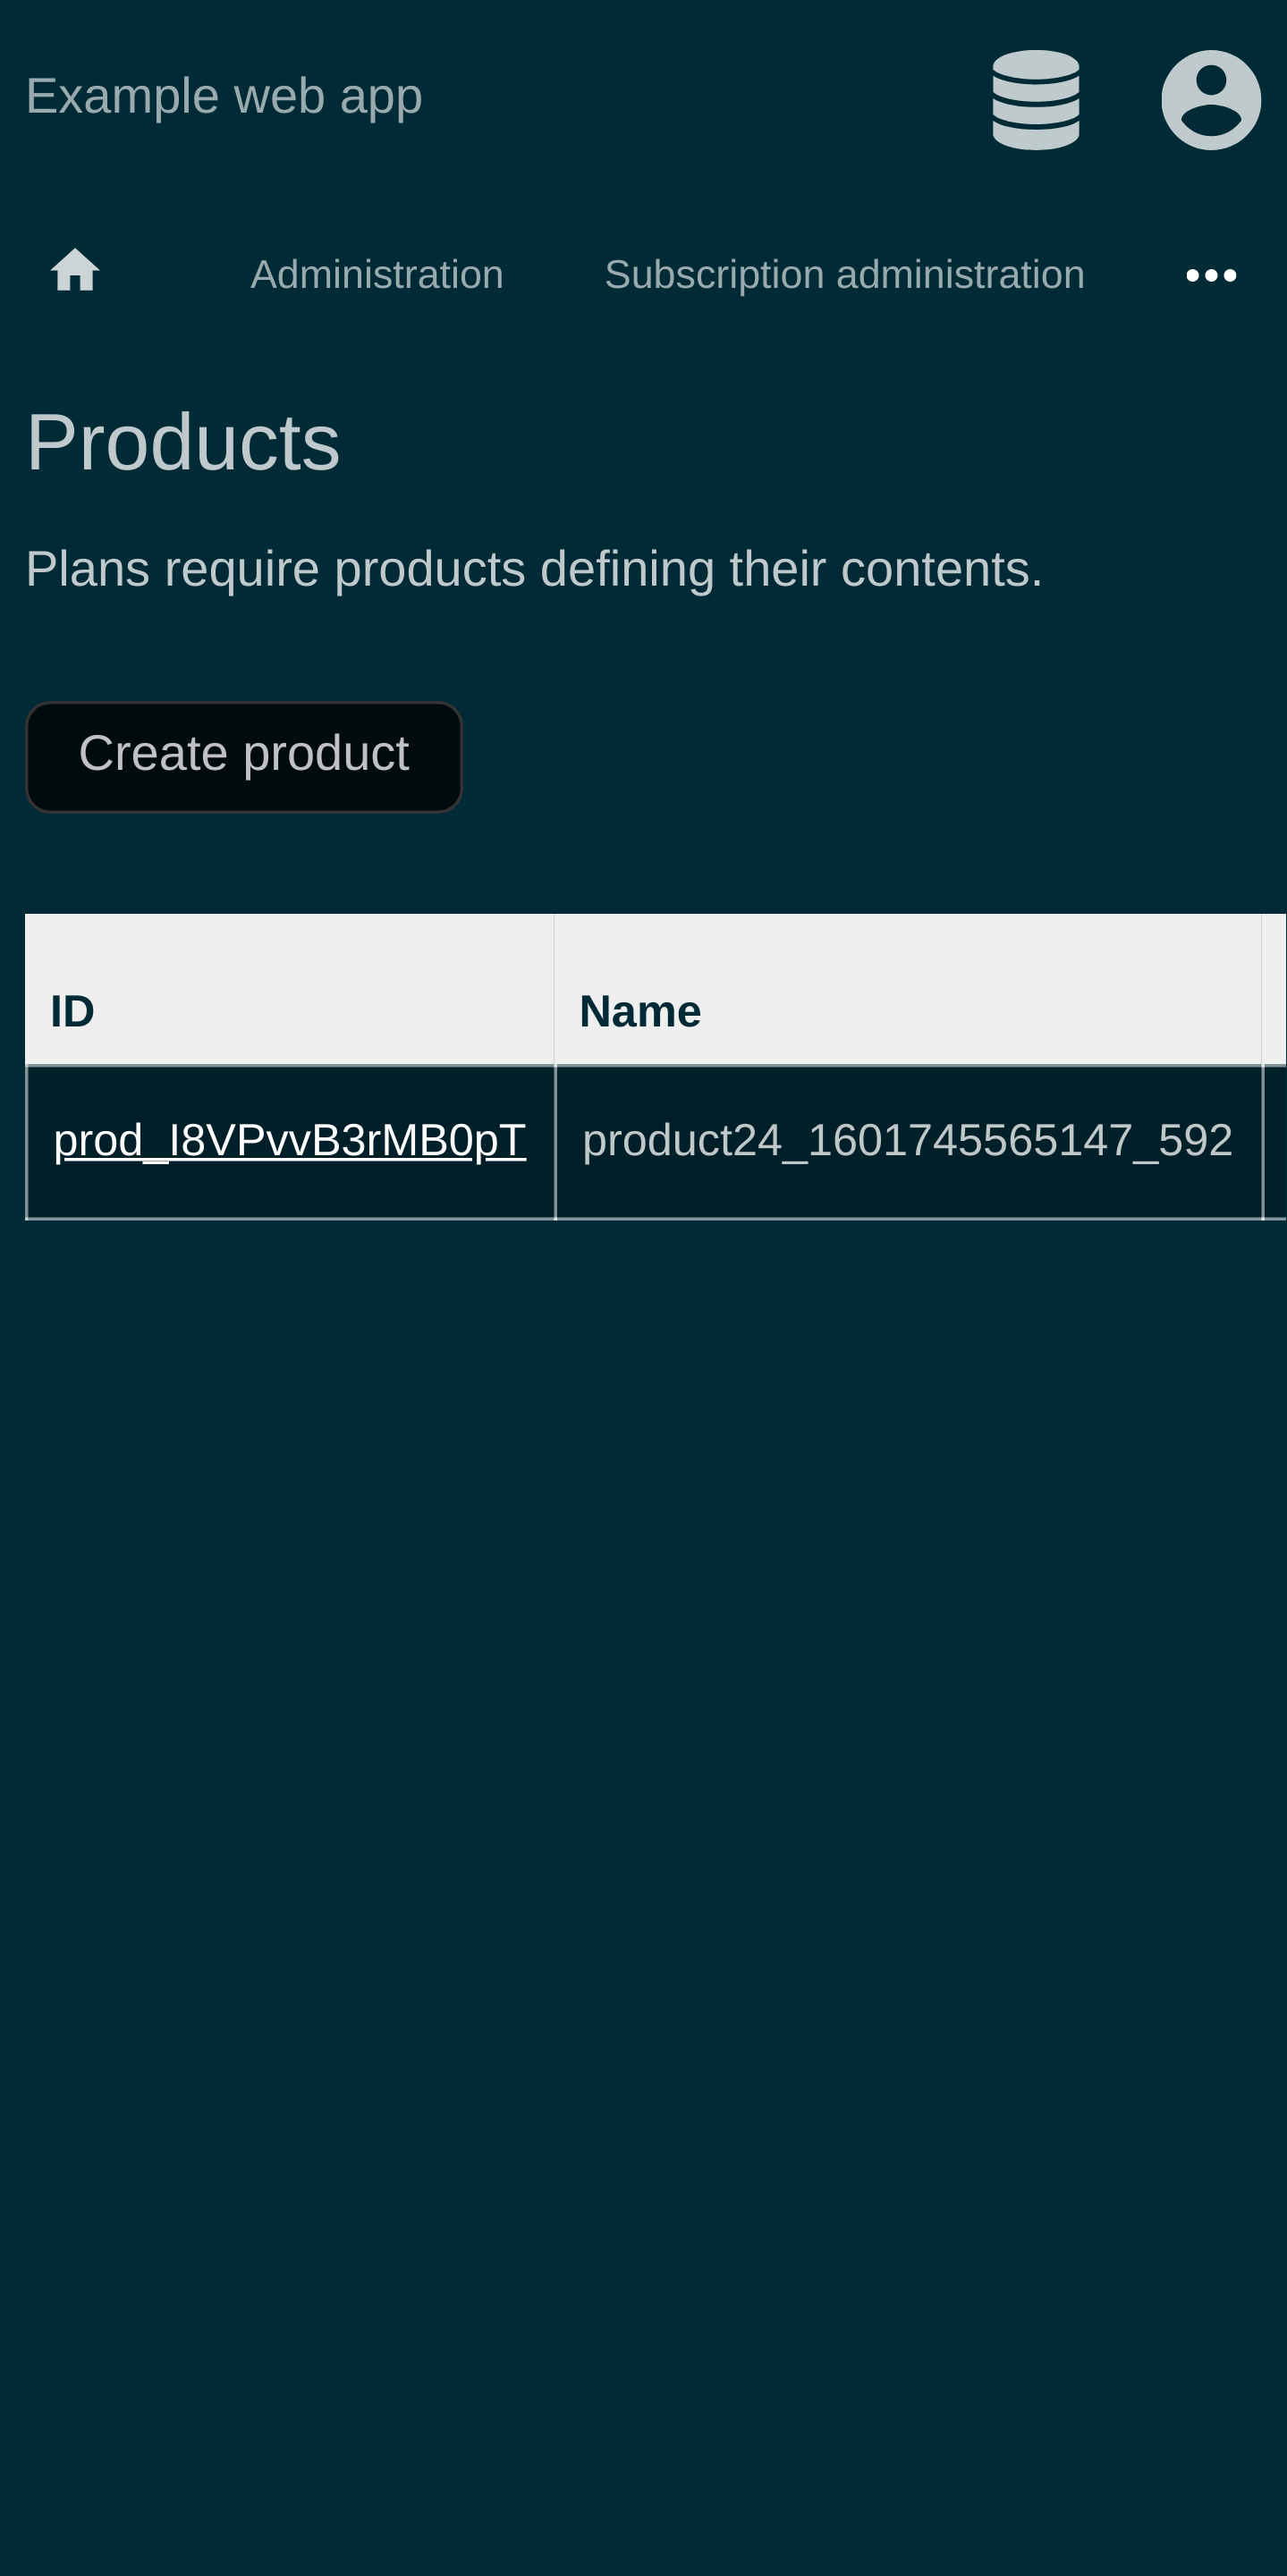 Example web app
Administration Subscription administration
Products
Plans require products defining their contents.
Create product
ID Name
prod_I8VPvvB3rMB0pT product24_1601745565147_592